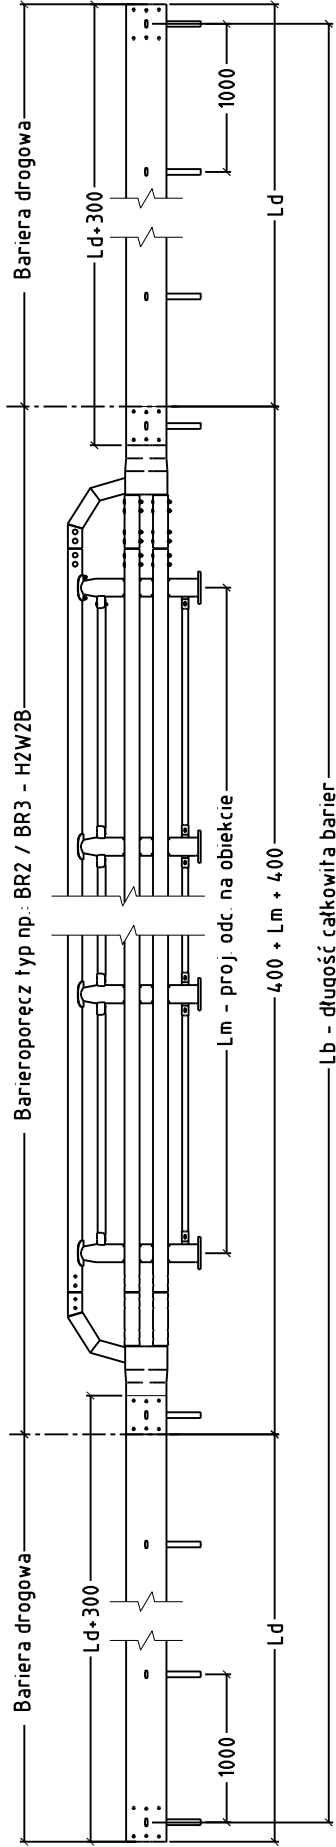 Bariera drogowa
Barieroporęcz typ np.: BR2 / BR3 - H2W2B
Bariera drogowa
Ld+300
Ld+300
1000
Lm - proj. odc. na obiekcie
1000
Ld
400 + Lm + 400
Ld
Lb - długość całkowita barier